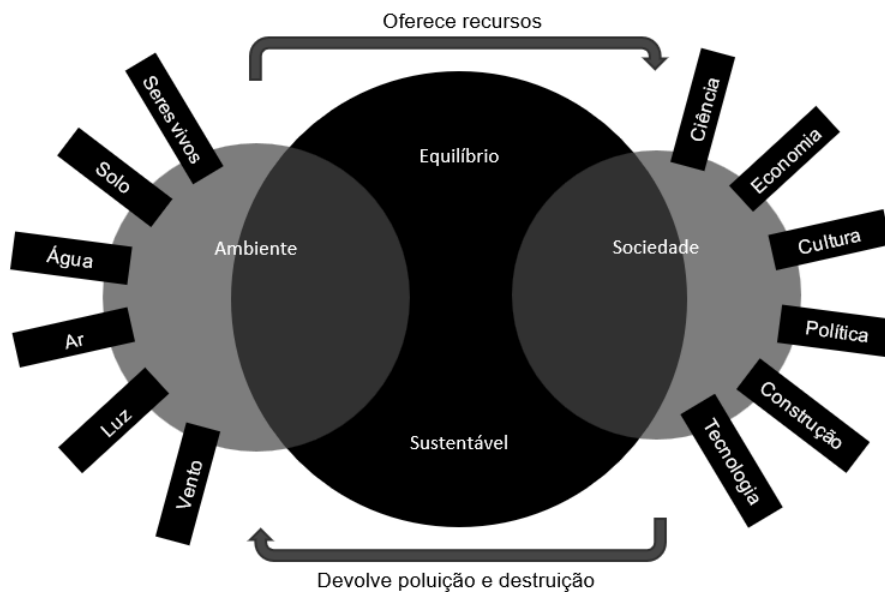 Oferece recursos
Seres vivos
Solo
Água
Ar
Luz
Vento
Ambiente
Equilíbrio
Sustentável
Sociedade
Ciência
Economia
Cultura
Política
Construção
Tecnologia
Devolve poluição e destruição